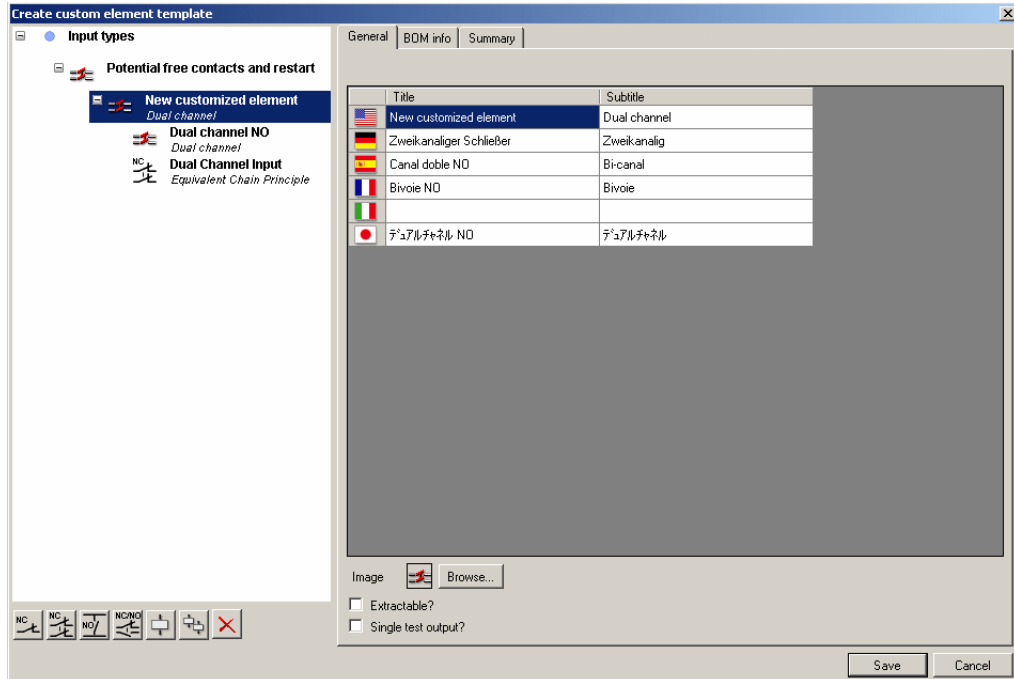 Create custom element template
Input types
Potential free contacts and restart
New customized element
Dual channel
Dual channel NO
Dual channel
NC
Dual Channel Input
Equivalent Chain Principle
General BOM info Summary
Title Subtitle
New customized element Dual channel
Zweikanaliger Schließer Zweikanalig
Canal doble NO Bi-canal
Bivoie NO Bivoie
ﾃﾞｭｱﾙﾁｬﾈﾙ NO ﾃﾞｭｱﾙﾁｬﾈﾙ
Image Browse...
Extractable?
Single test output?
NC NC NO NC/NO
Save Cancel